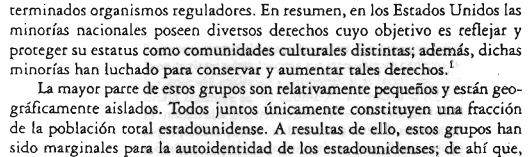 terminados organismos reguladores. En resumen, en los Estados Unidos las
minorías nacionales poseen diversos derechos cuyo objetivo es reflejar y
proteger su estatus como comunidades culturales distintas; además, dichas
minorías han luchado para conservar y aumentar tales derechos.¹
La mayor parte de estos grupos son relativamente pequeños y están geo-
gráficamente aislados. Todos juntos únicamente constituyen una fracción
de la población total estadounidense. A resultas de ello, estos grupos han
sido marginales para la autoidentidad de los estadounidenses; de ahí que,